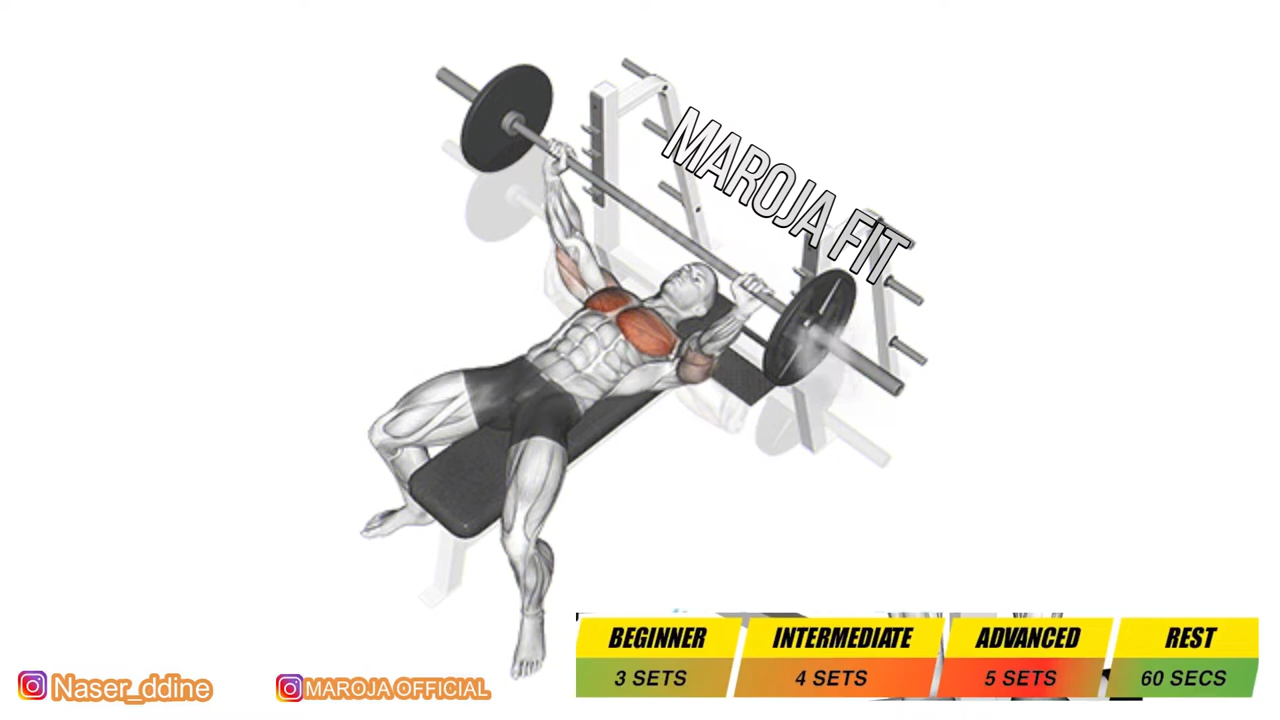 MAROJA FIT
BEGINNER
3 SETS
INTERMEDIATE
4 SETS
ADVANCED
5 SETS
REST
60 SECS
Naser_ddine
MAROJA OFFICIAL